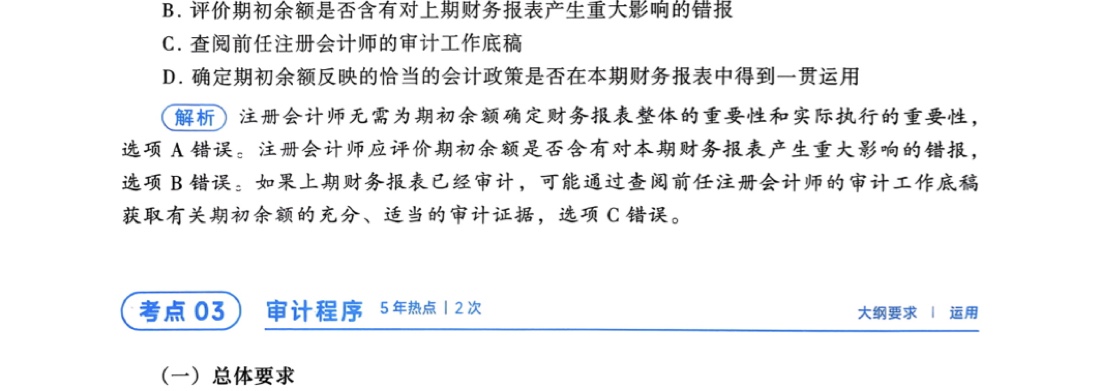 B. 评价期初余额是否含有对上期财务报表产生重大影响的错报
C. 查阅前任注册会计师的审计工作底稿
D. 确定期初余额反映的恰当的会计政策是否在本期财务报表中得到一贯运用
解析 注册会计师无需为期初余额确定财务报表整体的重要性和实际执行的重要性，
选项 A 错误。注册会计师应评价期初余额是否含有对本期财务报表产生重大影响的错报，
选项 B 错误。如果上期财务报表已经审计，可能通过查阅前任注册会计师的审计工作底稿
获取有关期初余额的充分、适当的审计证据，选项 C 错误。
考点 03 审计程序 5年热点 | 2次 大纲要求 | 运用
（一）总体要求